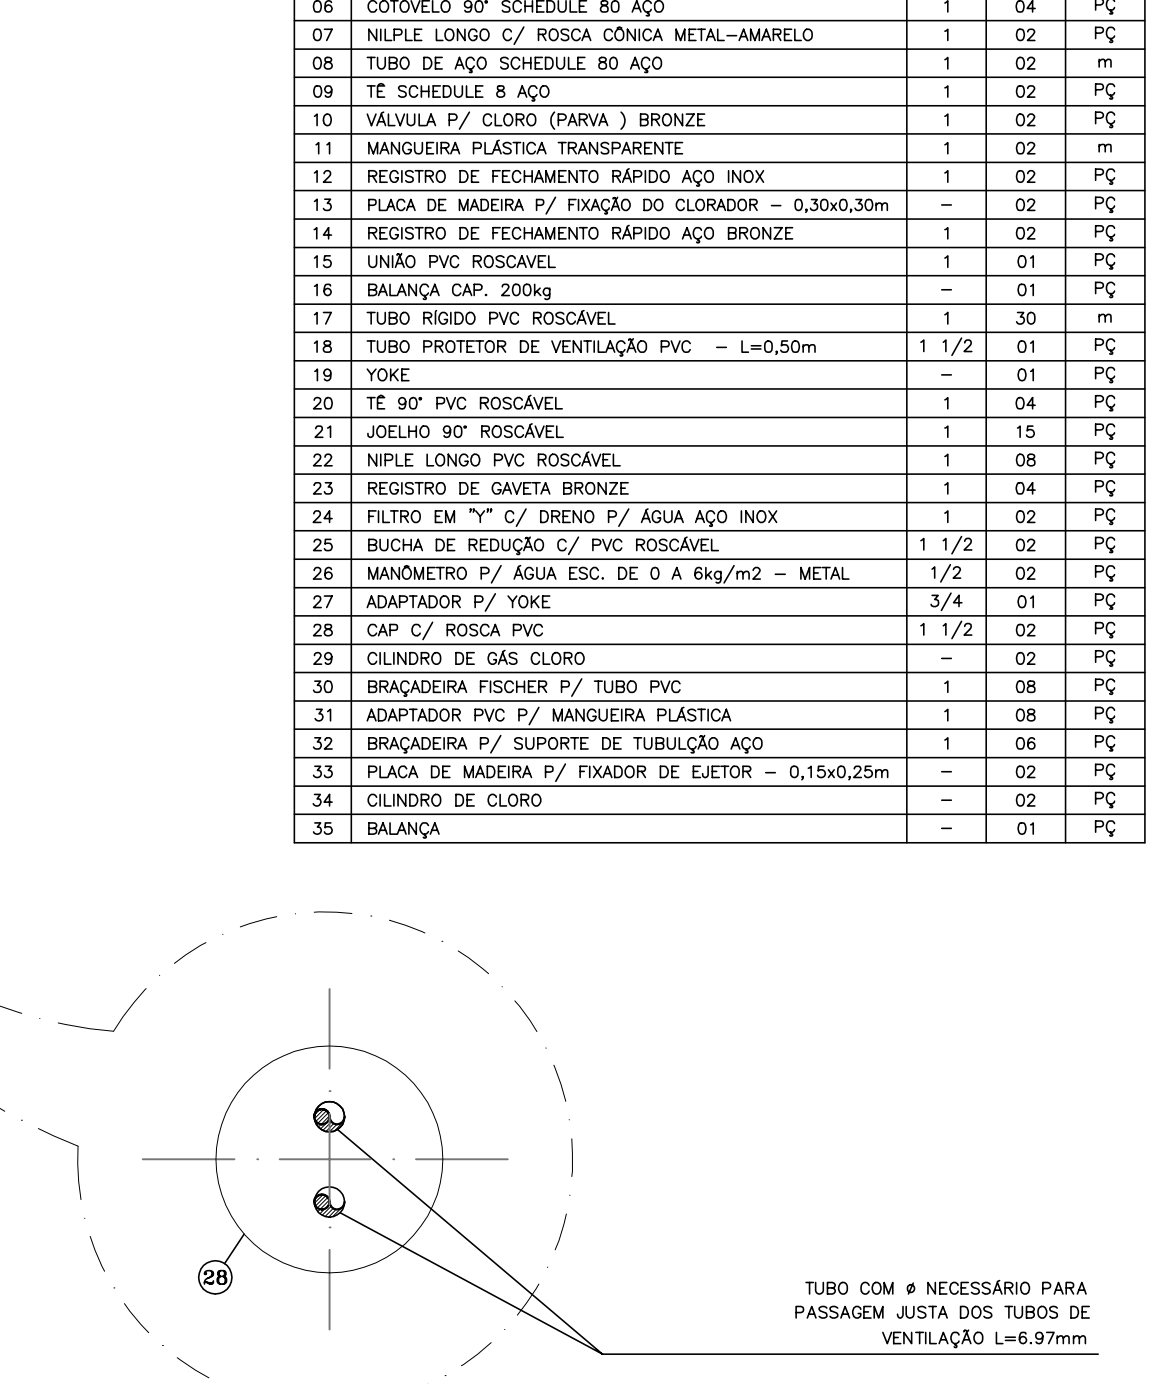 06 COTOVELO 90° SCHEDULE 80 AÇO 1 04 PÇ
07 NILPLE LONGO C/ ROSCA CÔNICA METAL-AMARELO 1 02 PÇ
08 TUBO DE AÇO SCHEDULE 80 AÇO 1 02 m
09 TÊ SCHEDULE 8 AÇO 1 02 PÇ
10 VÁLVULA P/ CLORO (PARVA ) BRONZE 1 02 PÇ
11 MANGUEIRA PLÁSTICA TRANSPARENTE 1 02 m
12 REGISTRO DE FECHAMENTO RÁPIDO AÇO INOX 1 02 PÇ
13 PLACA DE MADEIRA P/ FIXAÇÃO DO CLORADOR - 0,30x0,30m - 02 PÇ
14 REGISTRO DE FECHAMENTO RÁPIDO AÇO BRONZE 1 02 PÇ
15 UNIÃO PVC ROSCAVEL 1 01 PÇ
16 BALANÇA CAP. 200kg - 01 PÇ
17 TUBO RÍGIDO PVC ROSCÁVEL 1 30 m
18 TUBO PROTETOR DE VENTILAÇÃO PVC - L=0,50m 1 1/2 01 PÇ
19 YOKE - 01 PÇ
20 TÊ 90° PVC ROSCÁVEL 1 04 PÇ
21 JOELHO 90° ROSCÁVEL 1 15 PÇ
22 NIPLE LONGO PVC ROSCÁVEL 1 08 PÇ
23 REGISTRO DE GAVETA BRONZE 1 04 PÇ
24 FILTRO EM "Y" C/ DRENO P/ ÁGUA AÇO INOX 1 02 PÇ
25 BUCHA DE REDUÇÃO C/ PVC ROSCÁVEL 1 1/2 02 PÇ
26 MANÔMETRO P/ ÁGUA ESC. DE 0 A 6kg/m2 - METAL 1/2 02 PÇ
27 ADAPTADOR P/ YOKE 3/4 01 PÇ
28 CAP C/ ROSCA PVC 1 1/2 02 PÇ
29 CILINDRO DE GÁS CLORO - 02 PÇ
30 BRAÇADEIRA FISCHER P/ TUBO PVC 1 08 PÇ
31 ADAPTADOR PVC P/ MANGUEIRA PLÁSTICA 1 08 PÇ
32 BRAÇADEIRA P/ SUPORTE DE TUBULÇÃO AÇO 1 06 PÇ
33 PLACA DE MADEIRA P/ FIXADOR DE EJETOR - 0,15x0,25m - 02 PÇ
34 CILINDRO DE CLORO - 02 PÇ
35 BALANÇA - 01 PÇ
28
TUBO COM ø NECESSÁRIO PARA
PASSAGEM JUSTA DOS TUBOS DE
VENTILAÇÃO L=6.97mm